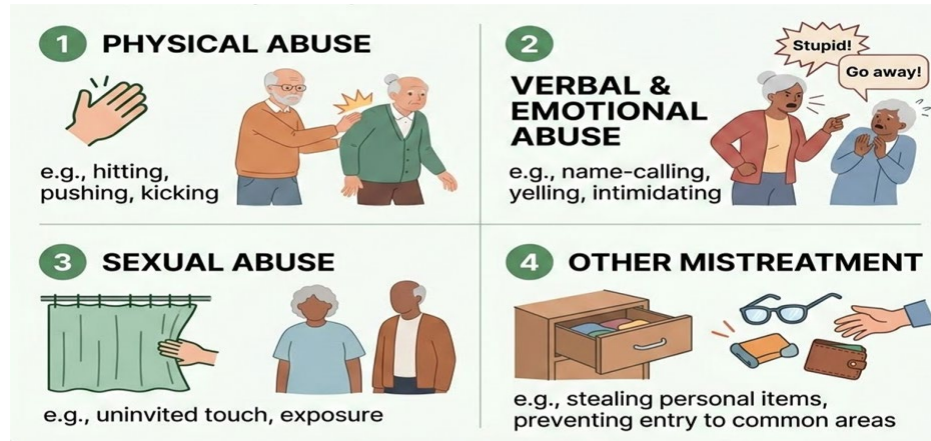 1 PHYSICAL ABUSE
e.g., hitting,
pushing, kicking
2
VERBAL &
EMOTIONAL
ABUSE
e.g., name-calling,
yelling, intimidating
Stupid!
Go away!
3 SEXUAL ABUSE
e.g., uninvited touch, exposure
4 OTHER MISTREATMENT
e.g., stealing personal items,
preventing entry to common areas